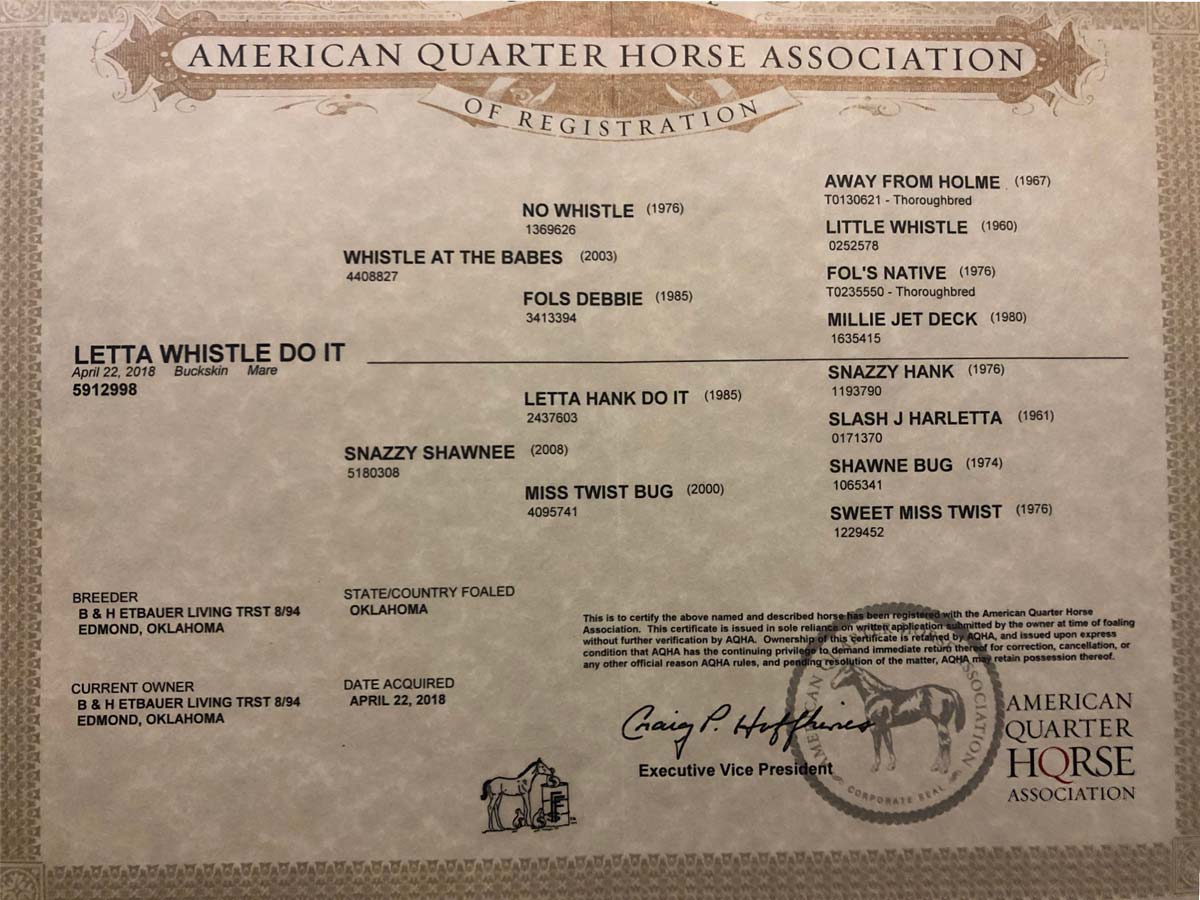 AMERICAN QUARTER HORSE ASSOCIATION
OF REGISTRATION
AWAY FROM HOLME (1967)
T0130621 - Thoroughbred
NO WHISTLE (1976)
1369626
LITTLE WHISTLE (1960)
0252578
WHISTLE AT THE BABES (2003)
4408827
FOL'S NATIVE (1976)
T0235550 - Thoroughbred
FOLS DEBBIE (1985)
3413394
MILLIE JET DECK (1980)
1635415
LETTA WHISTLE DO IT
April 22, 2018 Buckskin Mare
5912998
SNAZZY HANK (1976)
1193790
LETTA HANK DO IT (1985)
2437603
SLASH J HARLETTA (1961)
0171370
SNAZZY SHAWNEE (2008)
5180308
SHAWNE BUG (1974)
1065341
MISS TWIST BUG (2000)
4095741
SWEET MISS TWIST (1976)
1229452
BREEDER
B & H ETBAUER LIVING TRST 8/94
EDMOND, OKLAHOMA
STATE/COUNTRY FOALED
OKLAHOMA
CURRENT OWNER
B & H ETBAUER LIVING TRST 8/94
EDMOND, OKLAHOMA
DATE ACQUIRED
APRIL 22, 2018
This is to certify the above named and described horse has been registered with the American Quarter Horse
Association. This certificate is issued in sole reliance on written application submitted by the owner at time of foaling
without further verification by AQHA. Ownership of this certificate is retained by AQHA, and issued upon express
condition that AQHA has the continuing privilege to demand immediate return thereof for correction, cancellation, or
any other official reason AQHA rules, and pending resolution of the matter, AQHA may retain possession thereof.
Craig P. Huffhines
Executive Vice President
CORPORATE SEAL
AMERICAN
QUARTER
HORSE
ASSOCIATION